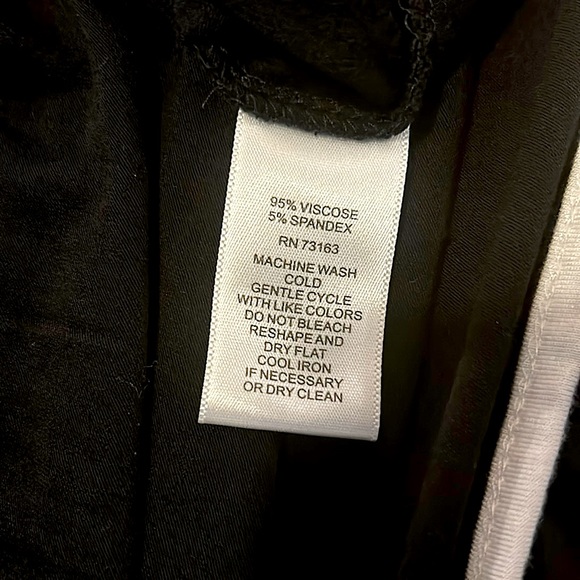 95% VISCOSE
5% SPANDEX
RN 73163
MACHINE WASH
COLD
GENTLE CYCLE
WITH LIKE COLORS
DO NOT BLEACH
RESHAPE AND
DRY FLAT
COOL IRON
IF NECESSARY
OR DRY CLEAN